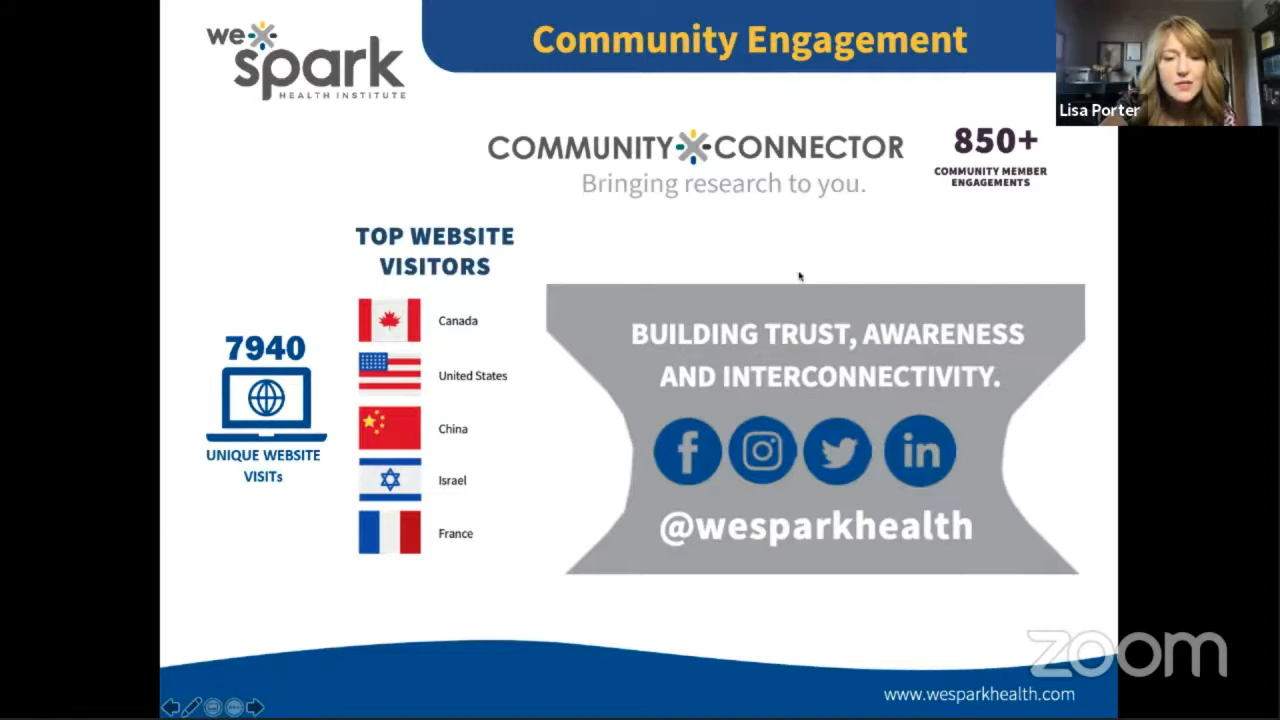 we spark
HEALTH INSTITUTE
Community Engagement
Lisa Porter
COMMUNITY CONNECTOR
Bringing research to you.
850+
COMMUNITY MEMBER
ENGAGEMENTS
TOP WEBSITE
VISITORS
Canada
United States
China
Israel
France
7940
UNIQUE WEBSITE
VISITs
BUILDING TRUST, AWARENESS
AND INTERCONNECTIVITY.
f in
@wesparkhealth
zoom
www.wesparkhealth.com